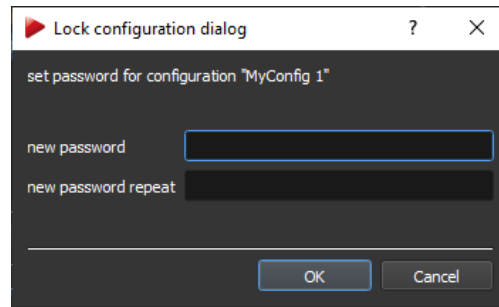 Lock configuration dialog ?
set password for configuration "MyConfig 1"
new password
new password repeat
OK Cancel